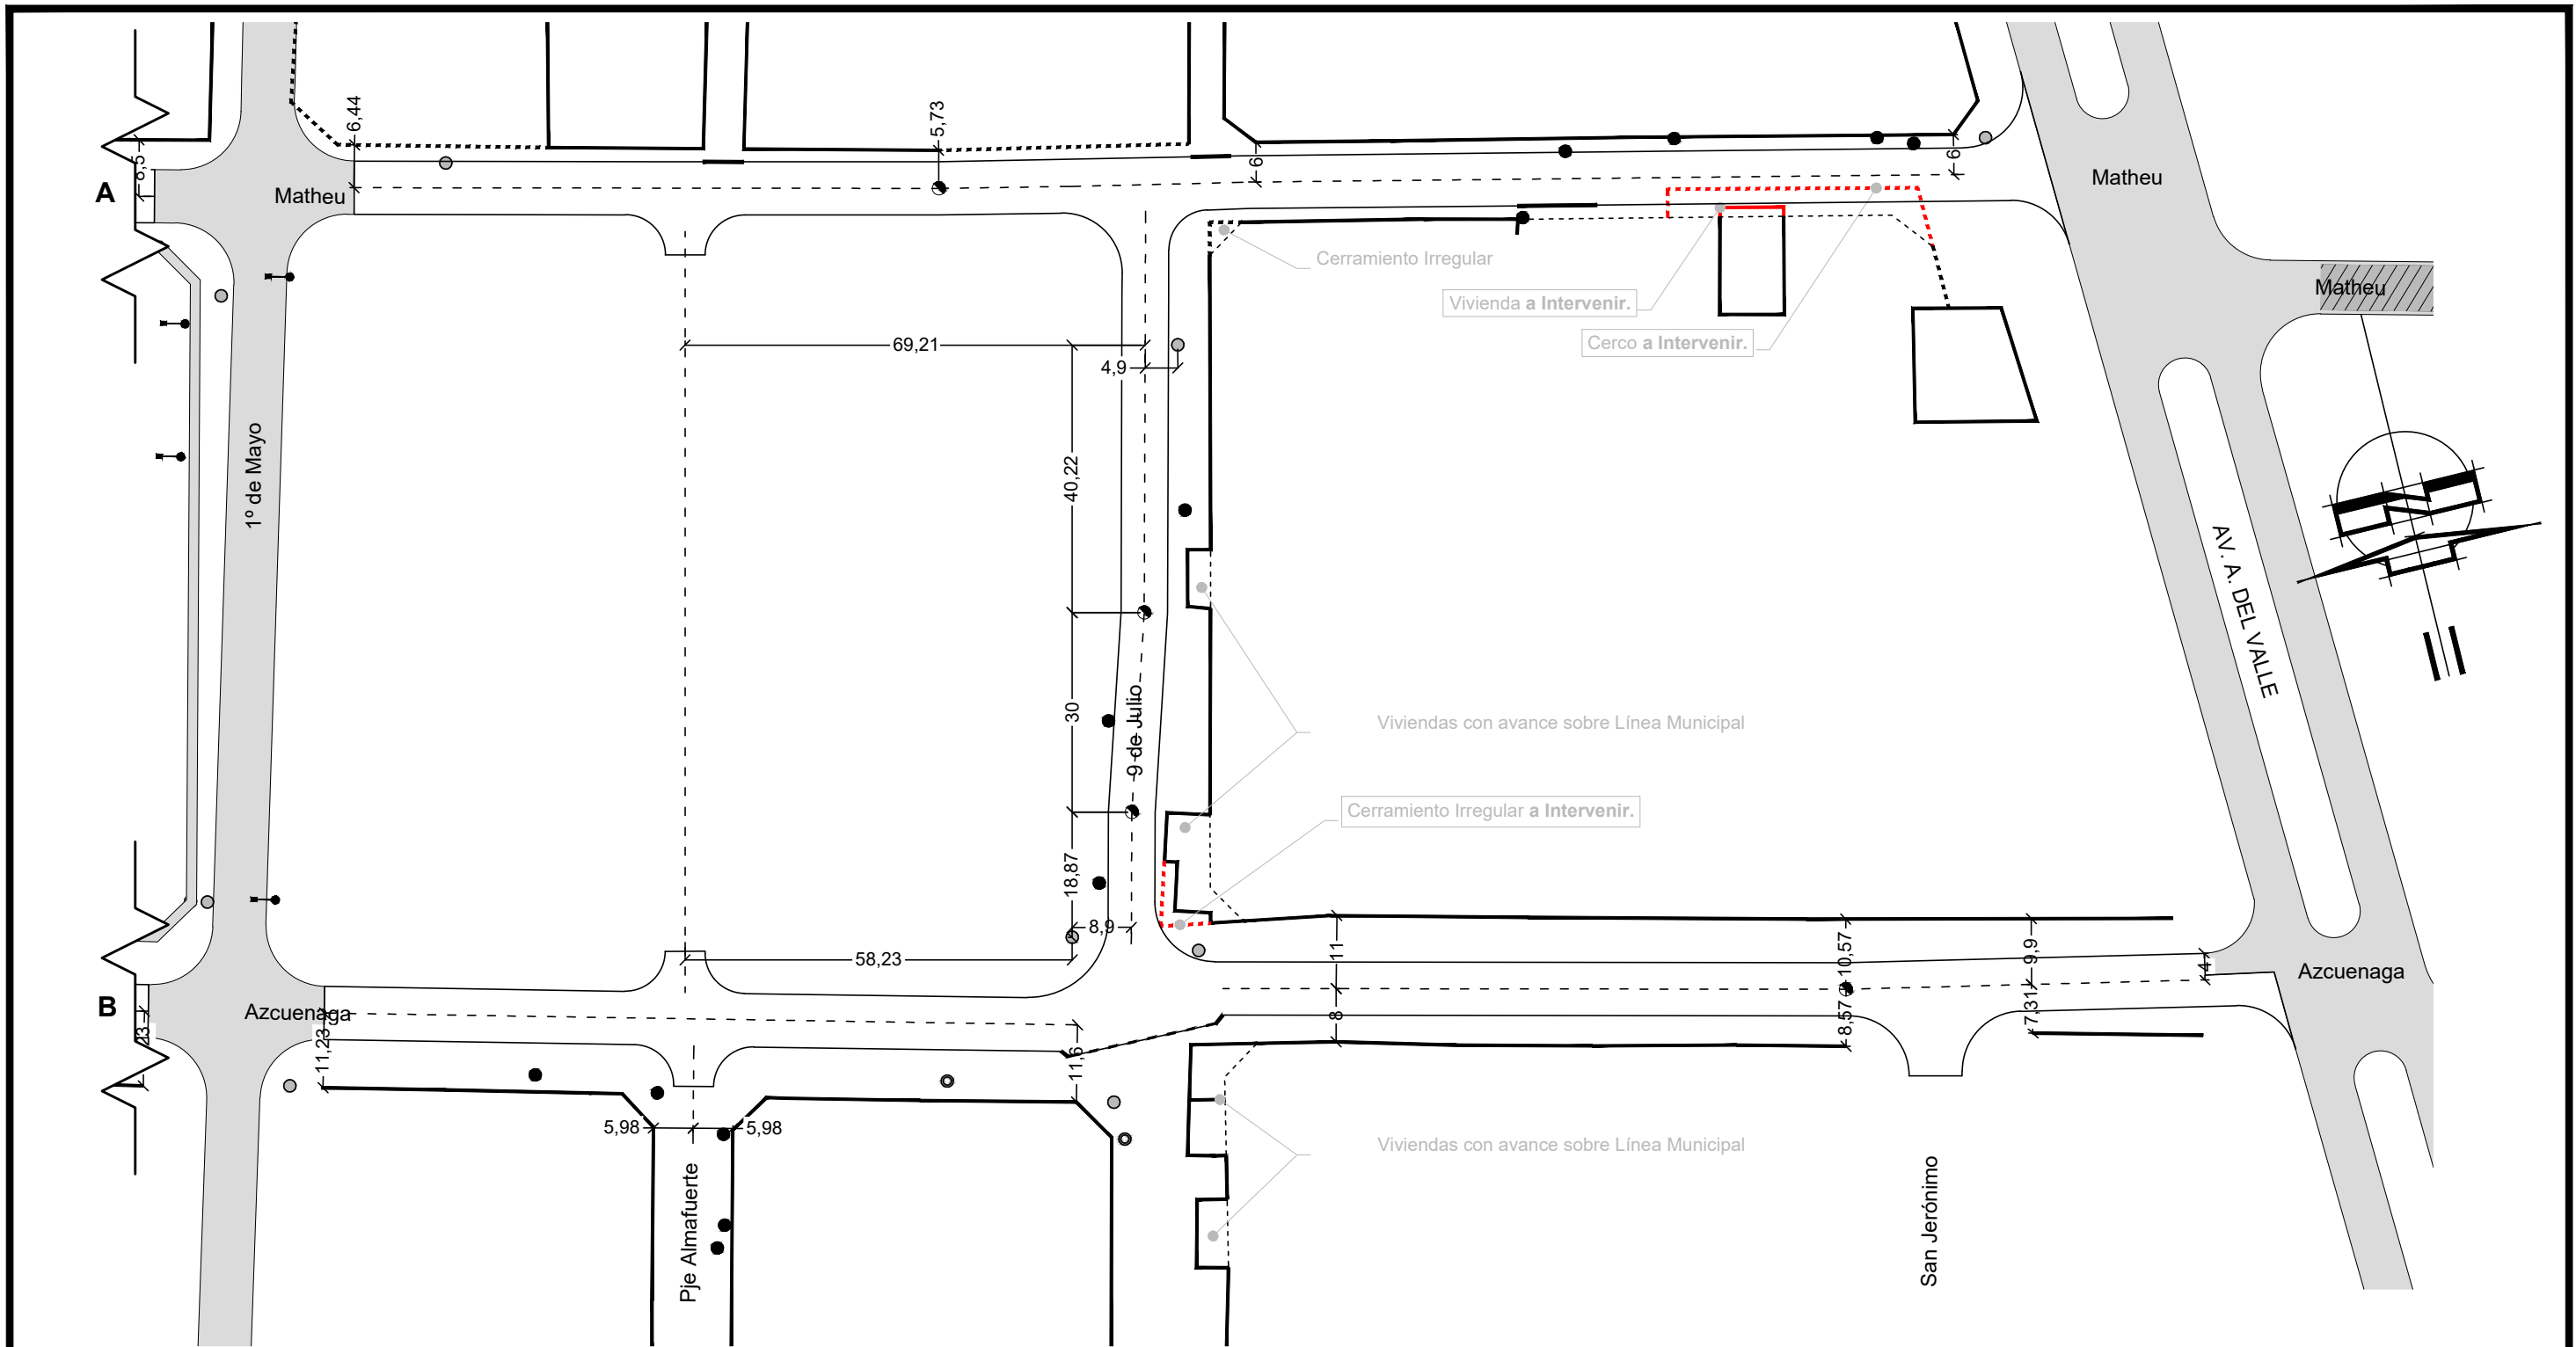 6,44
5,73
6
6
A
Matheu
Matheu
Cerramiento Irregular
Vivienda a Intervenir.
Matheu
Cerco a Intervenir.
69,21
4,9
1º de Mayo
40,22
AV. A. DEL VALLE
30
9 de Julio
Viviendas con avance sobre Línea Municipal
Cerramiento Irregular a Intervenir.
18,87
8,9
58,23
11
10,57
9,9
4
Azcuenaga
B
Azcuenaga
11,23
11,6
8
8,57
7,31
5,98
5,98
Viviendas con avance sobre Línea Municipal
Pje Almafuerte
San Jerónimo